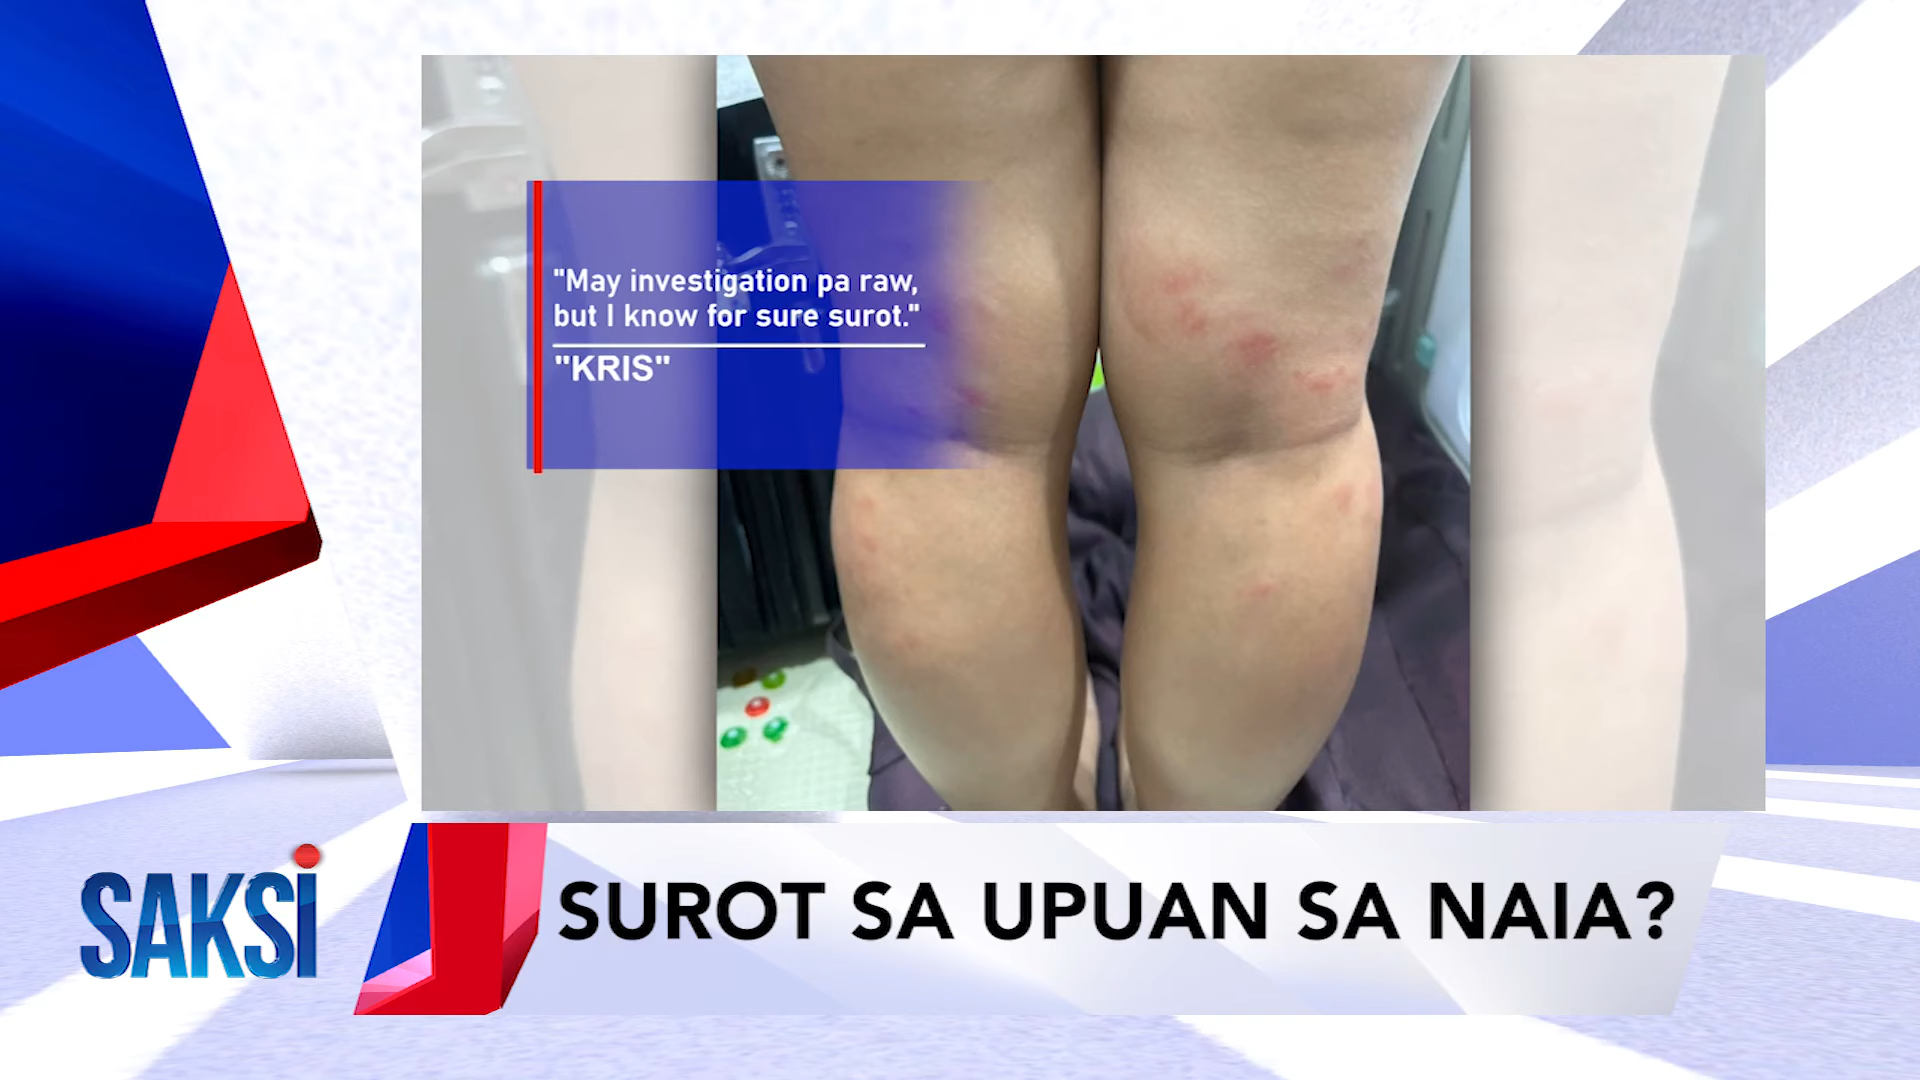 "May investigation pa raw,
but I know for sure surot."
"KRIS"
SAKSi
SUROT SA UPUAN SA NAIA?